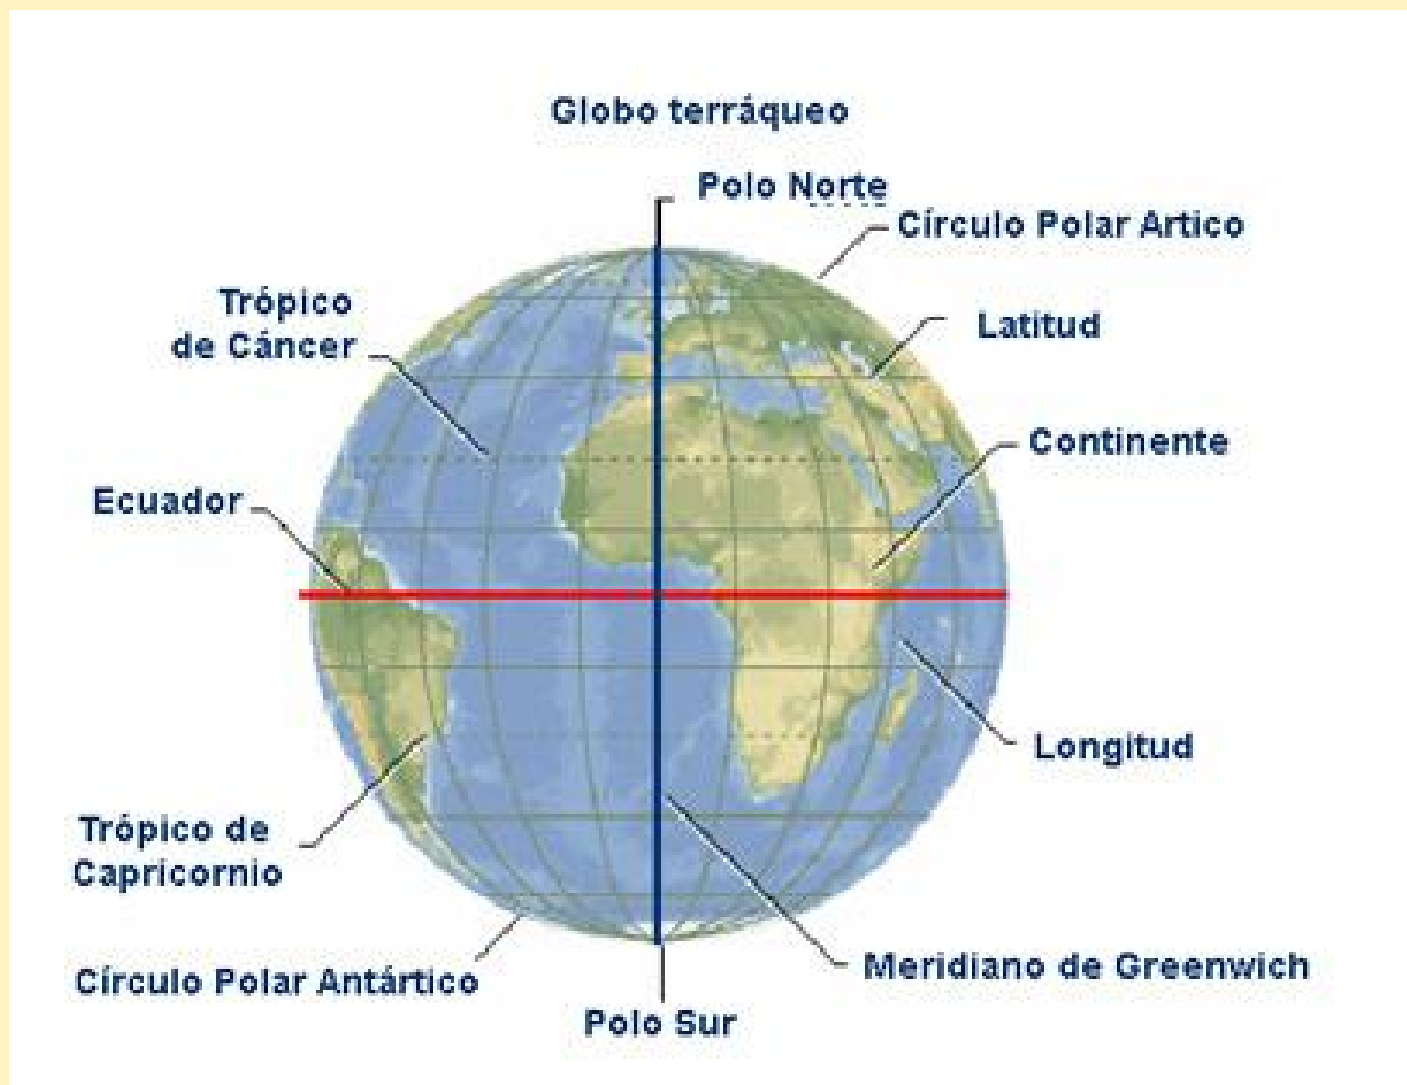 Globo terráqueo
Polo Norte
Círculo Polar Artico
Trópico
de Cáncer
Latitud
Continente
Ecuador
Longitud
Trópico de
Capricornio
Círculo Polar Antártico
Meridiano de Greenwich
Polo Sur